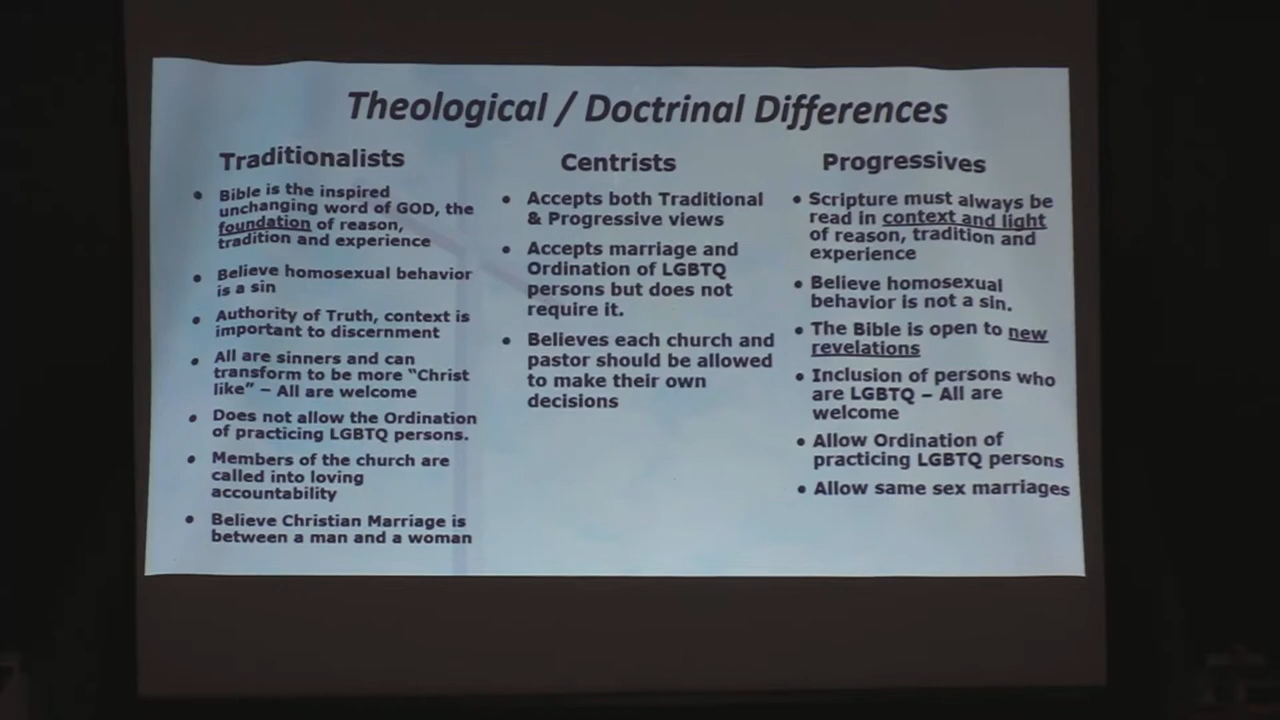 Theological / Doctrinal Differences
Traditionalists
• Bible is the inspired
unchanging word of GOD, the
foundation of reason,
tradition and experience
• Believe homosexual behavior
is a sin
• Authority of Truth, context is
important to discernment
• All are sinners and can
transform to be more “Christ
like” – All are welcome
• Does not allow the Ordination
of practicing LGBTQ persons.
• Members of the church are
called into loving
accountability
• Believe Christian Marriage is
between a man and a woman
Centrists
• Accepts both Traditional
& Progressive views
• Accepts marriage and
Ordination of LGBTQ
persons but does not
require it.
• Believes each church and
pastor should be allowed
to make their own
decisions
Progressives
• Scripture must always be
read in context and light
of reason, tradition and
experience
• Believe homosexual
behavior is not a sin.
• The Bible is open to new
revelations
• Inclusion of persons who
are LGBTQ – All are
welcome
• Allow Ordination of
practicing LGBTQ persons
• Allow same sex marriages